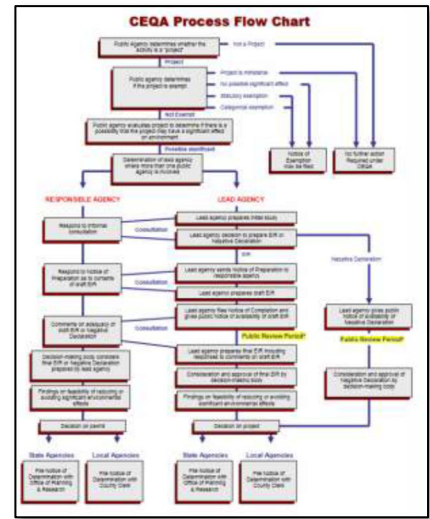 CEQA Process Flow Chart
Public Agency determines whether the
activity is a "project"
Not a Project
Project
Public agency determines
if the project is exempt
Project is ministerial
No possible significant effect
Statutory exemption
Categorical exemption
Not Exempt
Public agency evaluates project to determine if there is a
possibility that the project may have a significant effect
on environment
Possible significant
Determination of lead agency
where more than one public
Agency is involved
Notice of
Exemption
may be filed
No further action
Required under
CEQA
RESPONSIBLE AGENCY
LEAD AGENCY
Respond to informal
consultation
Consultation
Lead agency prepares initial study
Lead agency decision to prepare EIR or
Negative Declaration
EIR
Negative Declaration
Respond to Notice of
Preparation as to contents
of draft EIR
Lead agency sends Notice of Preparation to
responsible agency
Lead agency prepares draft EIR
Comments on adequacy of
draft EIR or Negative
Declaration
Consultation
Lead agency files Notice of Completion and
gives public Notice of availability of draft EIR
Lead agency gives public
Notice of availability of
Negative Declaration
Public Review Period*
Public Review Period*
Decision-making body considers
final EIR or Negative Declaration
prepared by lead agency
Lead agency prepares final EIR including
responses to comments on draft EIR
Consideration and approval of final EIR by
decision-making body
Consideration and approval of
Negative Declaration by
decision-making body
Findings on feasibility of reducing or
avoiding significant environmental
effects
Findings on feasibility of reducing or avoiding
significant environmental effects
Decision on permit
Decision on project
State Agencies
Local Agencies
State Agencies
Local Agencies
File Notice of
Determination with
Office of Planning
& Research
File Notice of
Determination with
County Clerk
File Notice of
Determination with
Office of Planning
& Research
File Notice of
Determination with
County Clerk